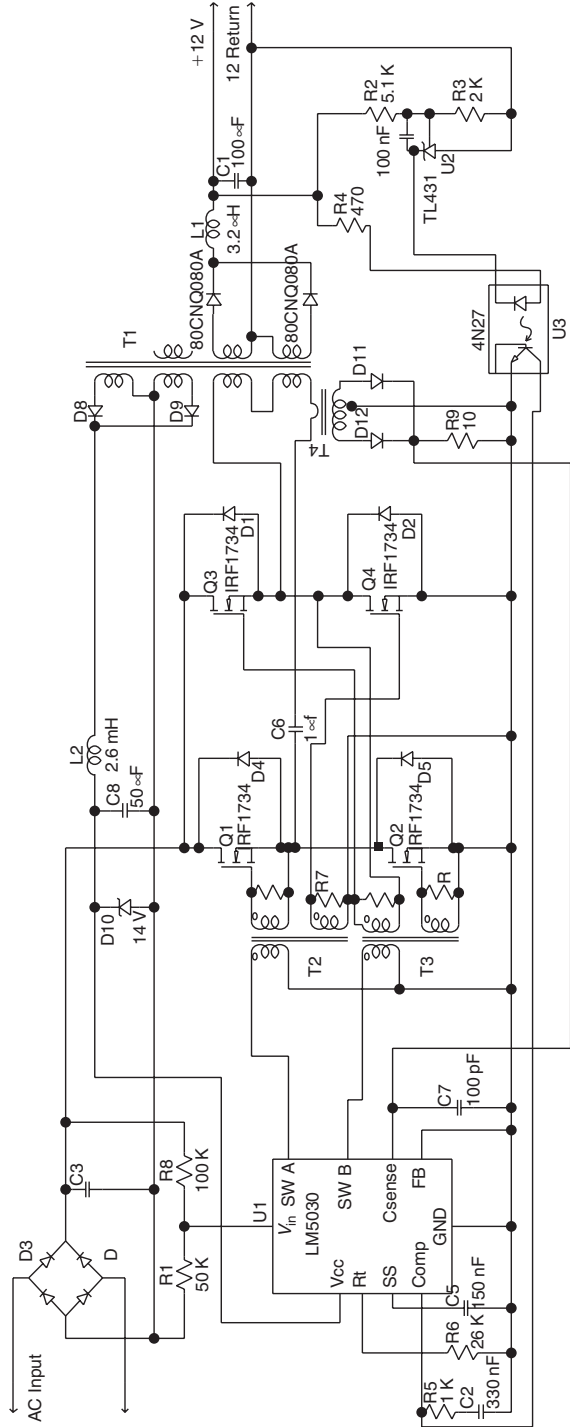 AC Input
D3
D
C3
R1
50 K
R8
100 K
U1
Vin
SW A
LM5030
Vcc
Rt
SS
Comp
SW B
Csense
FB
GND
C5
150 nF
R6
26 K
R5
1 K
C2
330 nF
C7
100 pF
D10
14 V
C8
50 ∝F
L2
2.6 mH
T2
T3
R7
R
Q1
IRF1734
D4
Q2
IRF1734
D5
C6
1 ∝f
Q3
IRF1734
D1
Q4
IRF1734
D2
D8
D9
T1
T4
D11
D12
R9
10
80CNQ080A
80CNQ080A
L1
3.2 ∝H
C1
100 ∝F
+12 V
12 Return
R4
470
R2
5.1 K
100 nF
R3
2 K
U2
TL431
4N27
U3